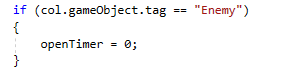 if (col.gameObject.tag == "Enemy")
{
    openTimer = 0;
}